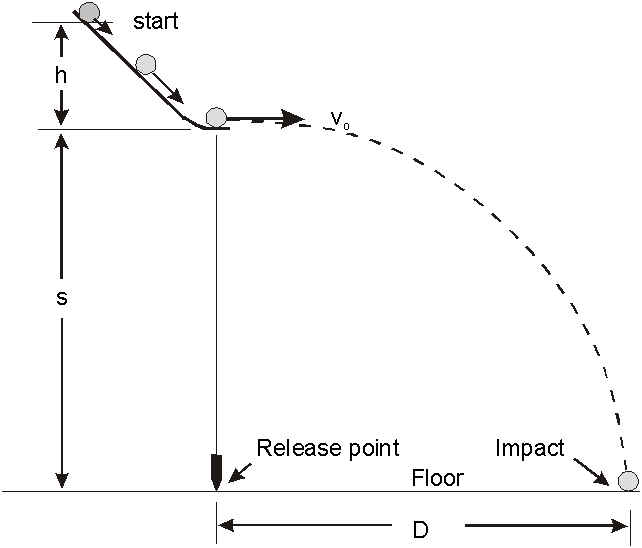 start
h
v₀
s
Release point
Impact
Floor
D